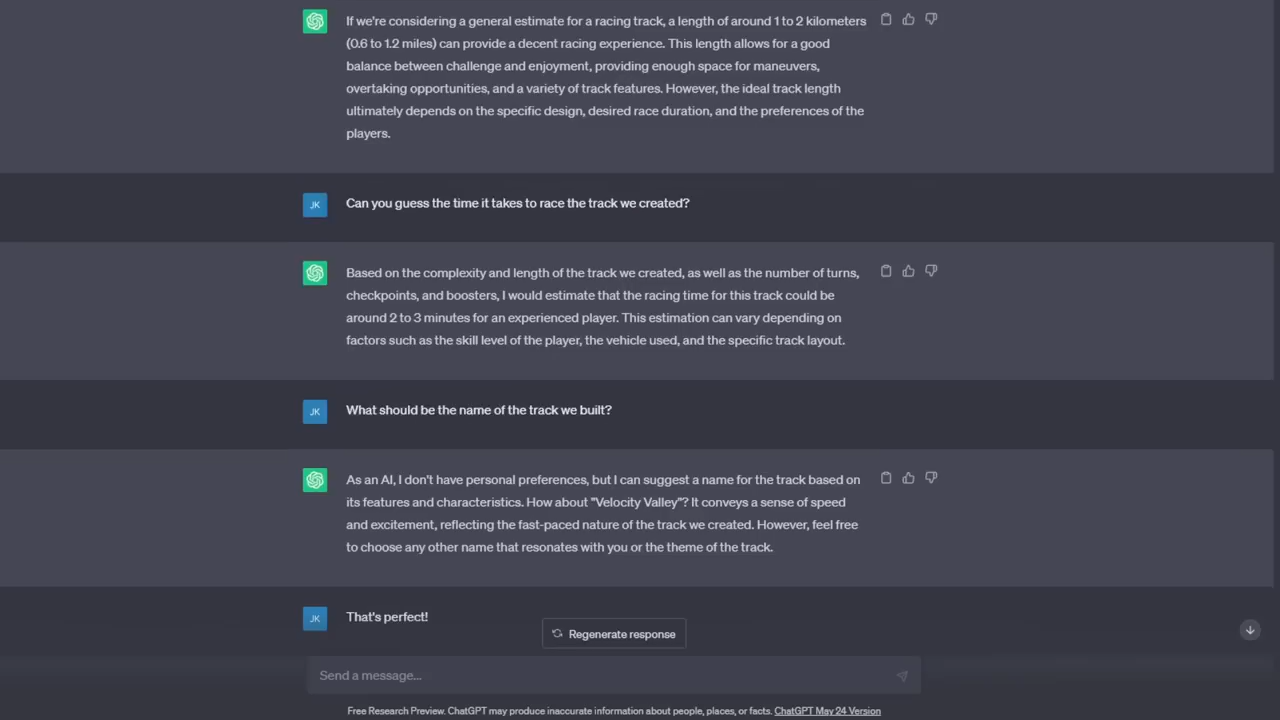 If we're considering a general estimate for a racing track, a length of around 1 to 2 kilometers
(0.6 to 1.2 miles) can provide a decent racing experience. This length allows for a good
balance between challenge and enjoyment, providing enough space for maneuvers,
overtaking opportunities, and a variety of track features. However, the ideal track length
ultimately depends on the specific design, desired race duration, and the preferences of the
players.
JK
Can you guess the time it takes to race the track we created?
Based on the complexity and length of the track we created, as well as the number of turns,
checkpoints, and boosters, I would estimate that the racing time for this track could be
around 2 to 3 minutes for an experienced player. This estimation can vary depending on
factors such as the skill level of the player, the vehicle used, and the specific track layout.
JK
What should be the name of the track we built?
As an AI, I don't have personal preferences, but I can suggest a name for the track based on
its features and characteristics. How about "Velocity Valley"? It conveys a sense of speed
and excitement, reflecting the fast-paced nature of the track we created. However, feel free
to choose any other name that resonates with you or the theme of the track.
JK
That's perfect!
Regenerate response
Send a message...
Free Research Preview. ChatGPT may produce inaccurate information about people, places, or facts. ChatGPT May 24 Version